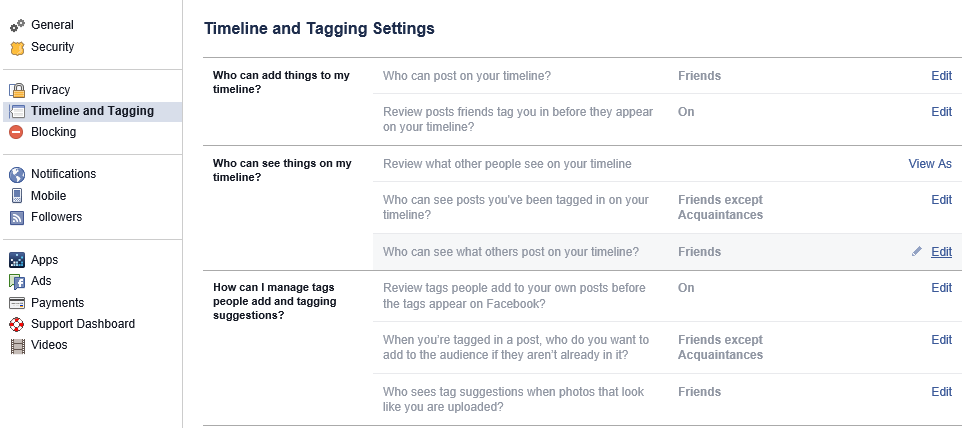 General
Security
Privacy
Timeline and Tagging
Blocking
Notifications
Mobile
Followers
Apps
Ads
Payments
Support Dashboard
Videos
Timeline and Tagging Settings
Who can add things to my
timeline?
Who can post on your timeline?
Friends
Edit
Review posts friends tag you in before they appear
on your timeline?
On
Edit
Who can see things on my
timeline?
Review what other people see on your timeline
View As
Who can see posts you've been tagged in on your
timeline?
Friends except
Acquaintances
Edit
Who can see what others post on your timeline?
Friends
Edit
How can I manage tags
people add and tagging
suggestions?
Review tags people add to your own posts before
the tags appear on Facebook?
On
Edit
When you're tagged in a post, who do you want to
add to the audience if they aren't already in it?
Friends except
Acquaintances
Edit
Who sees tag suggestions when photos that look
like you are uploaded?
Friends
Edit